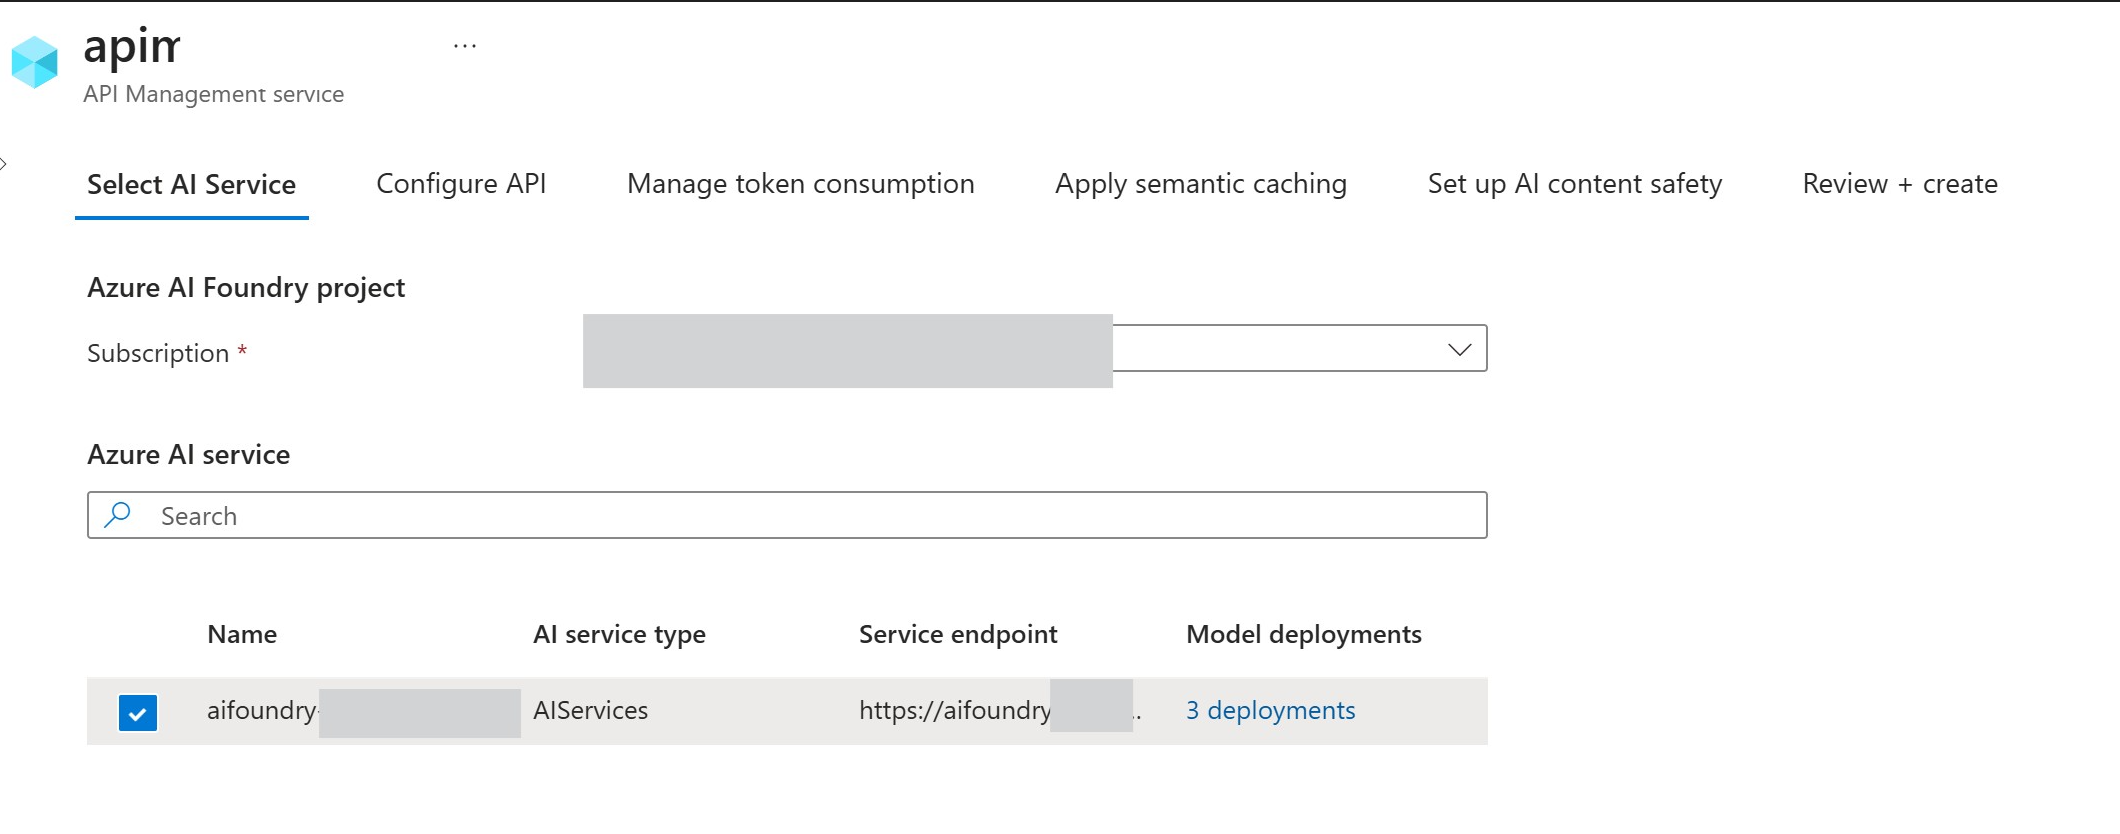 apim
...
API Management service
Select AI Service Configure API Manage token consumption Apply semantic caching Set up AI content safety Review + create
Azure AI Foundry project
Subscription *
Azure AI service
Search
Name AI service type Service endpoint Model deployments
aifoundry- AIServices https://aifoundry .. 3 deployments